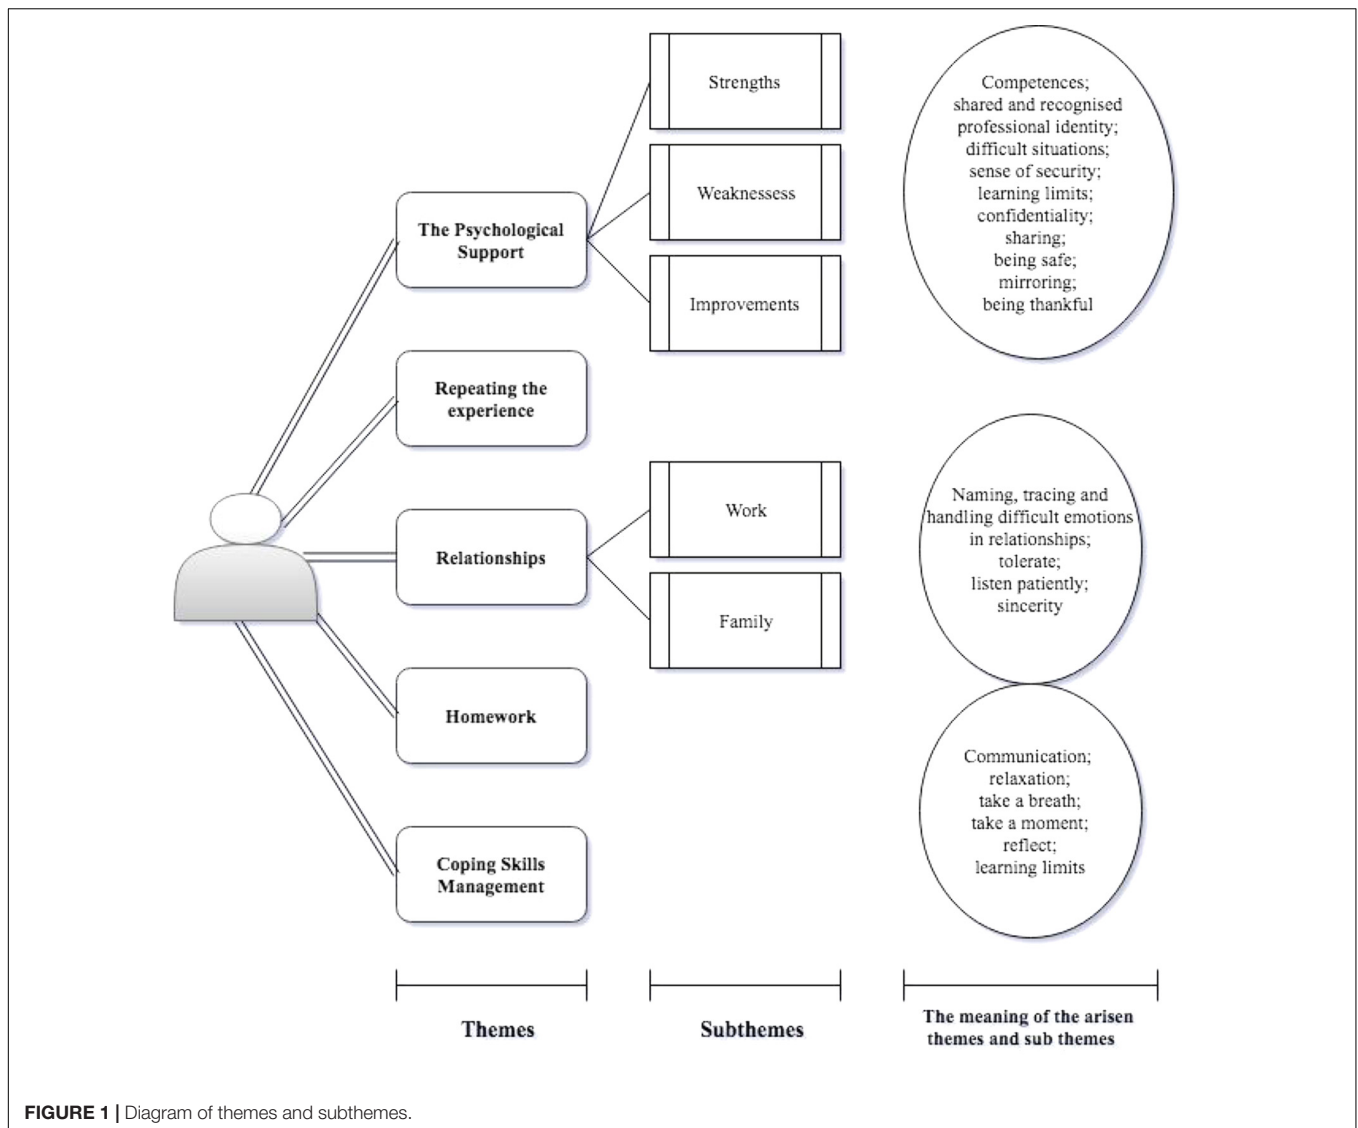 Strengths
Weaknessess
Improvements
Competences;
shared and recognised
professional identity;
difficult situations;
sense of security;
learning limits;
confidentiality;
sharing;
being safe;
mirroring;
being thankful
The Psychological
Support
Repeating the
experience
Relationships
Work
Family
Naming, tracing and
handling difficult emotions
in relationships;
tolerate;
listen patiently;
sincerity
Homework
Coping Skills
Management
Communication;
relaxation;
take a breath;
take a moment;
reflect;
learning limits
Themes
Subthemes
The meaning of the arisen
themes and sub themes
FIGURE 1 | Diagram of themes and subthemes.